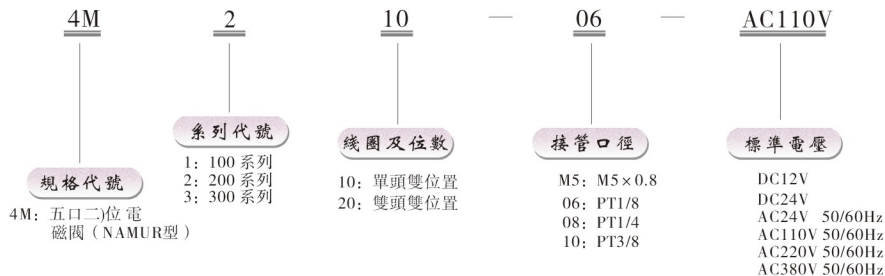 4M 2 10 — 06 — AC110V
規格代號
4M：五口二)位 電
磁閥（NAMUR型）
系列代號
1：100 系列
2：200 系列
3：300 系列
线圈及位數
10：單頭雙位置
20：雙頭雙位置
接管口徑
M5：M5×0.8
06：PT1/8
08：PT1/4
10：PT3/8
標準電壓
DC12V
DC24V
AC24V 50/60Hz
AC110V 50/60Hz
AC220V 50/60Hz
AC380V 50/60Hz